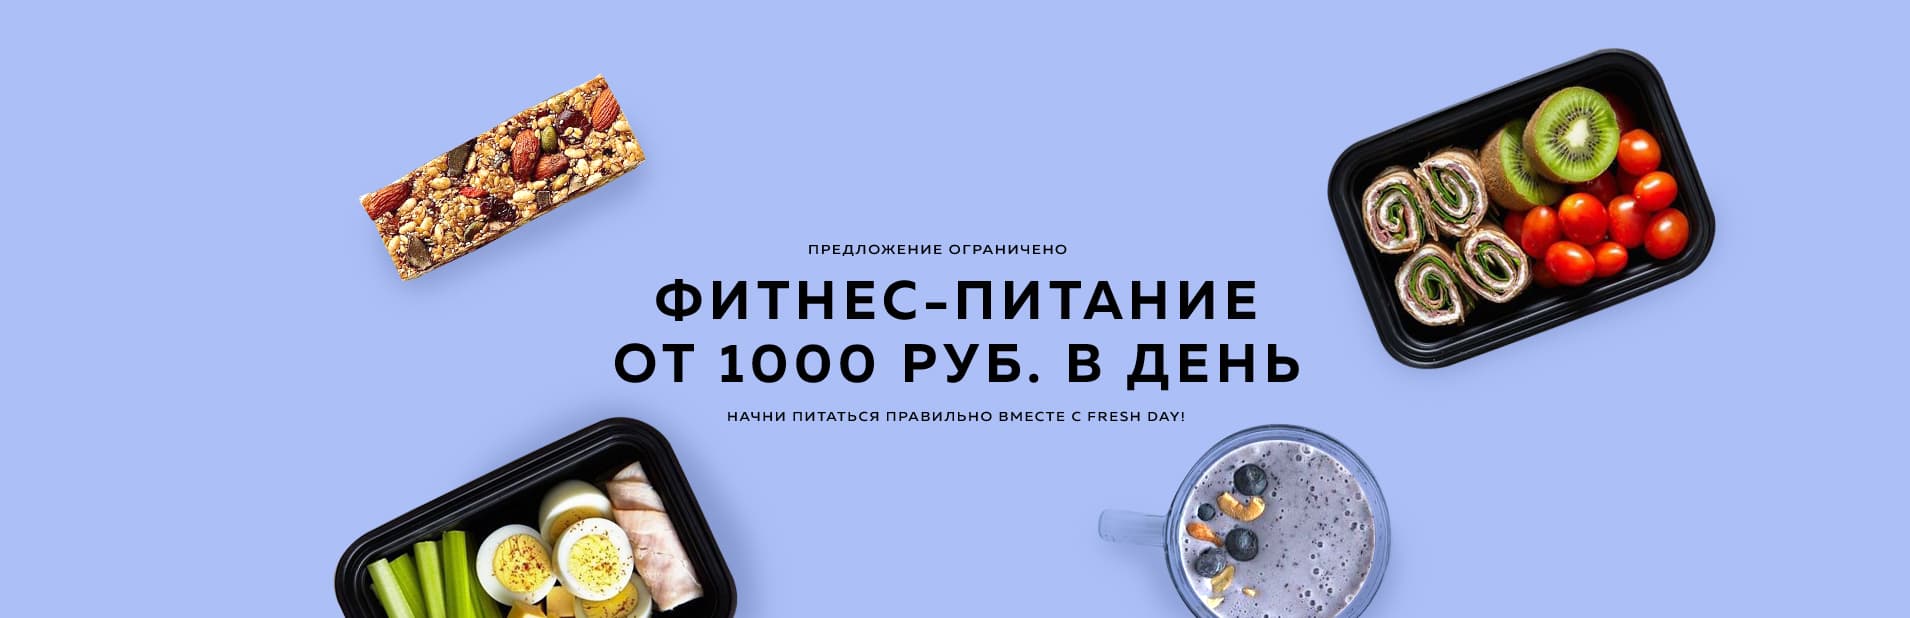 ПРЕДЛОЖЕНИЕ ОГРАНИЧЕНО
ФИТНЕС-ПИТАНИЕ
ОТ 1000 РУБ. В ДЕНЬ
НАЧНИ ПИТАТЬСЯ ПРАВИЛЬНО ВМЕСТЕ С FRESH DAY!